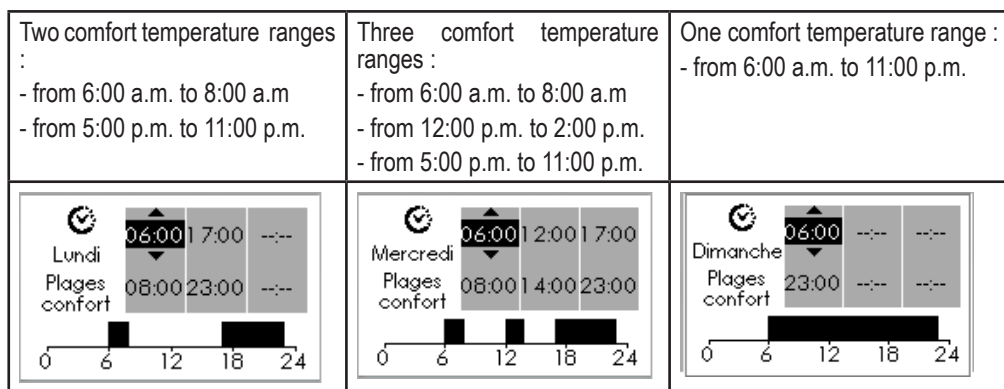 Two comfort temperature ranges
:
- from 6:00 a.m. to 8:00 a.m
- from 5:00 p.m. to 11:00 p.m.
Three comfort temperature
ranges :
- from 6:00 a.m. to 8:00 a.m
- from 12:00 p.m. to 2:00 p.m.
- from 5:00 p.m. to 11:00 p.m.
One comfort temperature range :
- from 6:00 a.m. to 11:00 p.m.
06:00 17:00 --:--
Lundi
Plages
confort
08:00 23:00 --:--
0 6 12 18 24
06:00 12:00 17:00
Mercredi
Plages
confort
08:00 14:00 23:00
0 6 12 18 24
06:00 --:-- --:--
Dimanche
Plages
confort
23:00 --:-- --:--
0 6 12 18 24